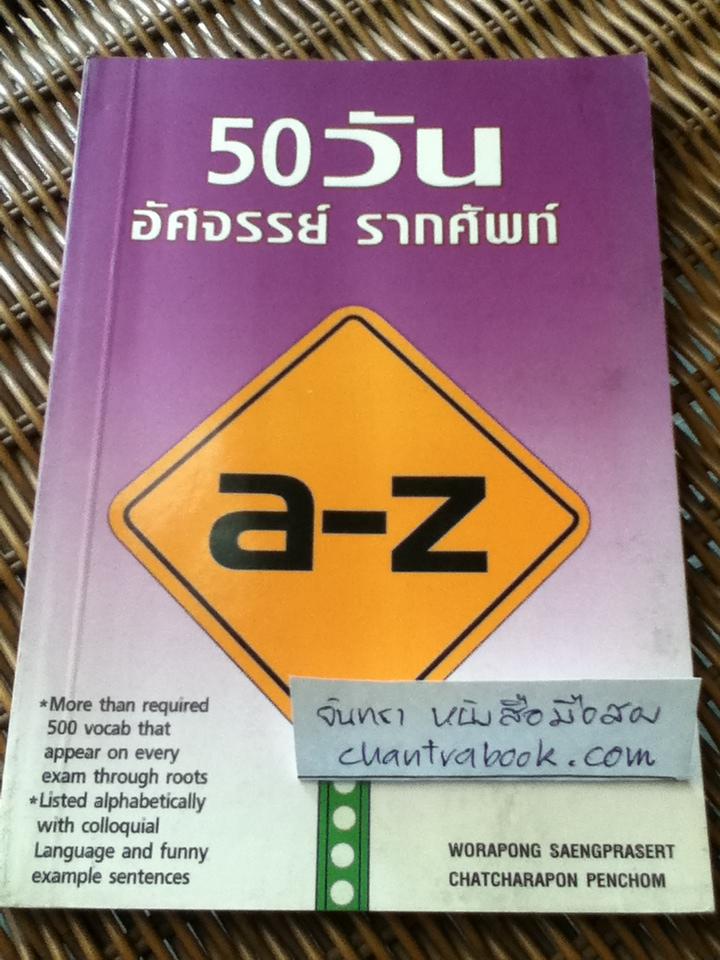 50 วัน
อัศจรรย์ รากศัพท์
a-z
*More than required
500 vocab that
appear on every
exam through roots
*Listed alphabetically
with colloquial
Language and funny
example sentences
จันทรา หนังสือมือสอง
chantrabook.com
WORAPONG SAENGPRASERT
CHATCHARAPON PENCHOM